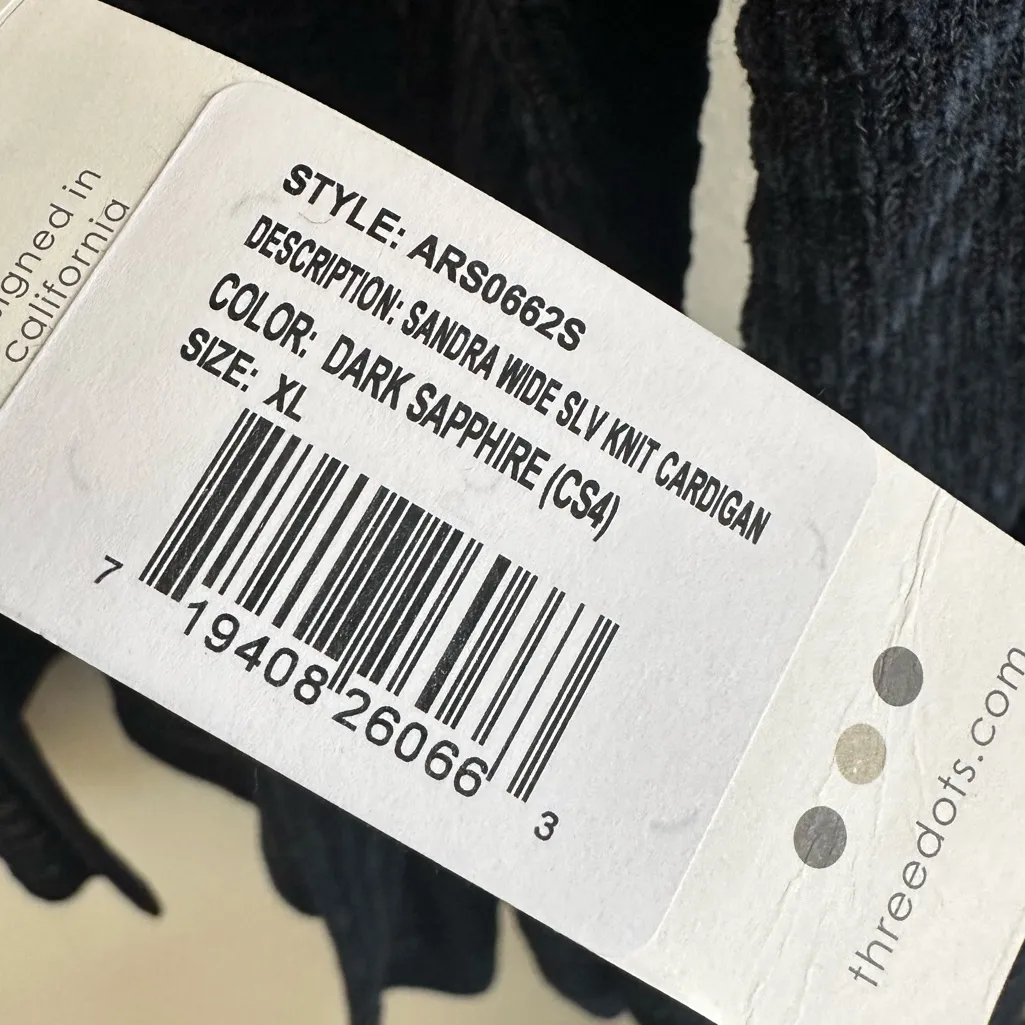 igned in
california
STYLE: ARS0662S
DESCRIPTION: SANDRA WIDE SLV KNIT CARDIGAN
COLOR: DARK SAPPHIRE (CS4)
SIZE: XL
7 19408 26066 3
threedots.com